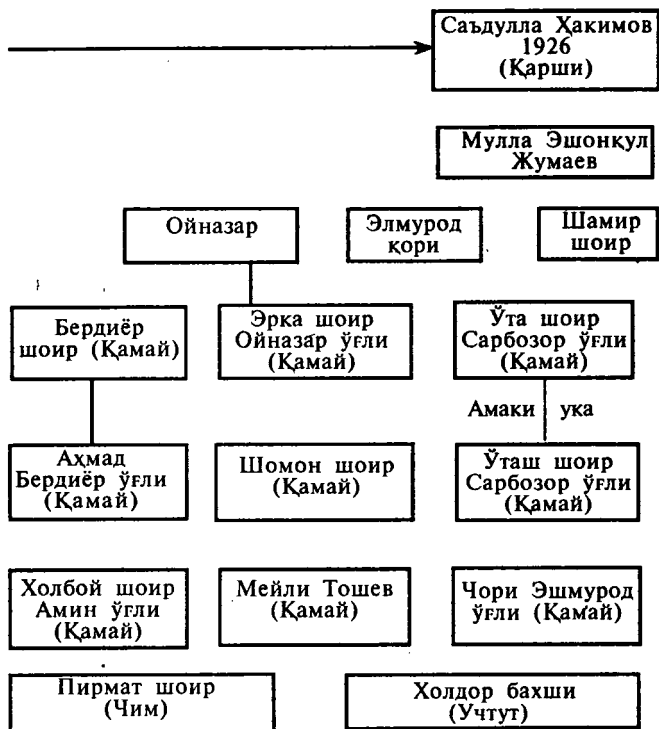 Саъдулла Ҳакимов
1926
(Қарши)
Мулла Эшонқул
Жумаев
Ойназар
Элмурод
қори
Шамир
шоир
Бердиёр
шоир (Қамай)
Эрка шоир
Ойназар ўғли
(Қамай)
Ўта шоир
Сарбозор ўғли
(Қамай)
Амаки ука
Аҳмад
Бердиёр ўғли
(Қамай)
Шомон шоир
(Қамай)
Ўташ шоир
Сарбозор ўғли
(Қамай)
Холбой шоир
Амин ўғли
(Қамай)
Мейли Тошев
(Қамай)
Чори Эшмурод
ўғли (Қамай)
Пирмат шоир
(Чим)
Холдор бахши
(Учтут)